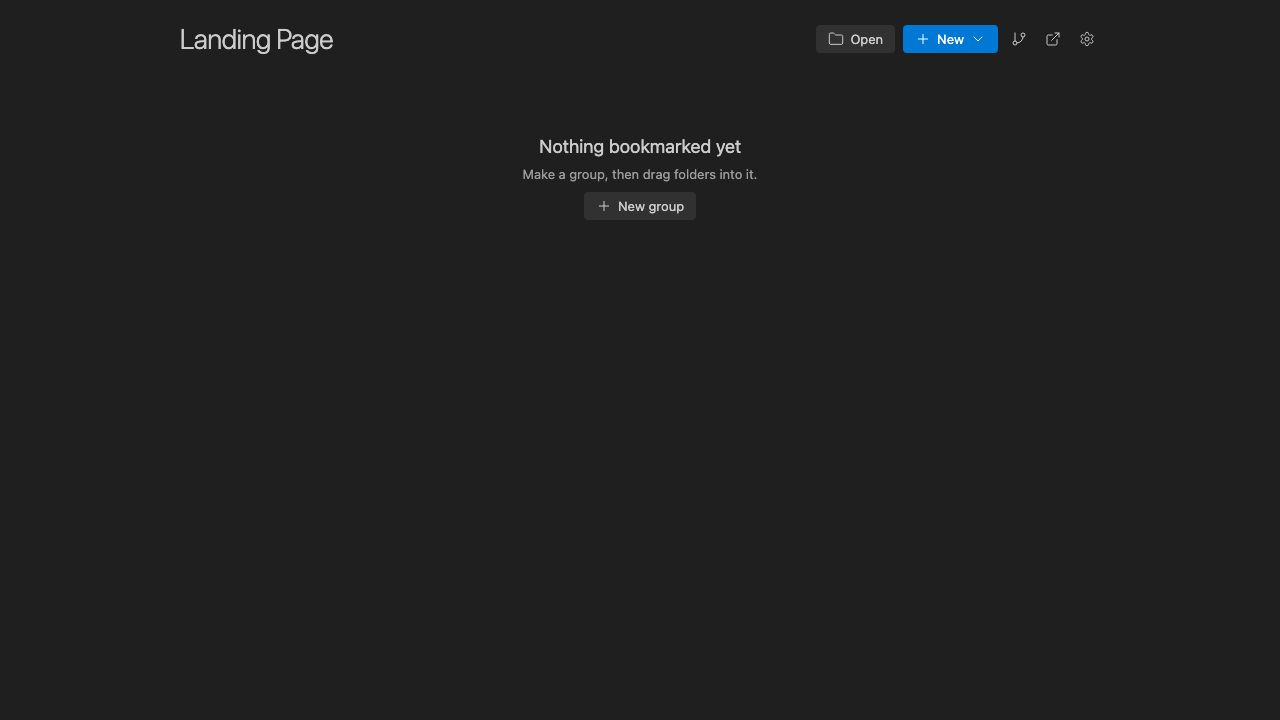 Landing Page
Open
New
Nothing bookmarked yet
Make a group, then drag folders into it.
New group